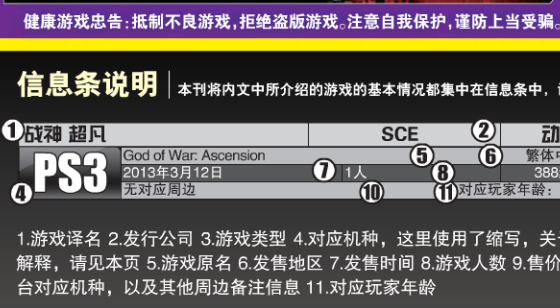 健康游戏忠告:抵制不良游戏,拒绝盗版游戏。注意自我保护,谨防上当受骗。
信息条说明 本刊将内文中所介绍的游戏的基本情况都集中在信息条中,
1 战神 超凡 SCE 2 动
God of War: Ascension 5 6 繁体中
PS3 2013年3月12日 7 1人 8 388
4 无对应周边 10 11 对应玩家年龄:
1.游戏译名 2.发行公司 3.游戏类型 4.对应机种,这里使用了缩写,关
解释,请见本页 5.游戏原名 6.发售地区 7.发售时间 8.游戏人数 9.售价
台对应机种,以及其他周边备注信息 11.对应玩家年龄